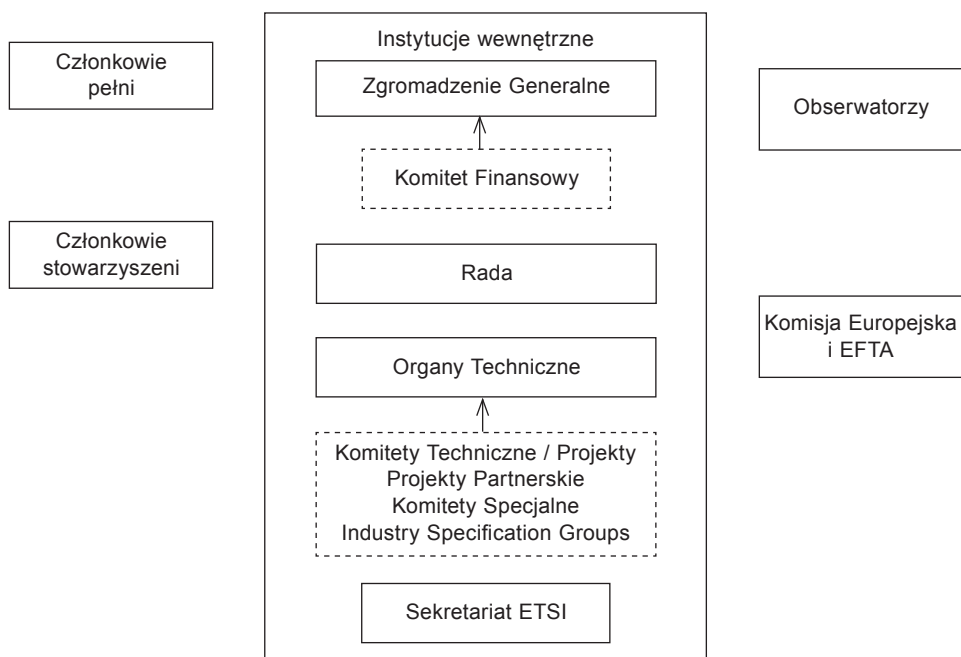 Członkowie
pełni
Członkowie
stowarzyszeni
Instytucje wewnętrzne
Zgromadzenie Generalne
Komitet Finansowy
Rada
Organy Techniczne
Komitety Techniczne / Projekty
Projekty Partnerskie
Komitety Specjalne
Industry Specification Groups
Sekretariat ETSI
Obserwatorzy
Komisja Europejska
i EFTA